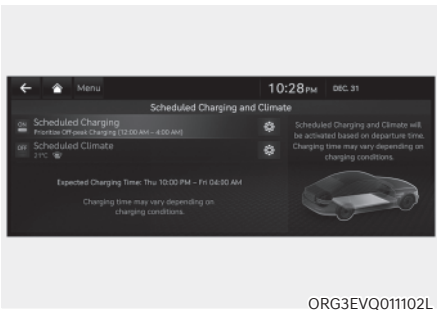 Menu
10:28 PM DEC. 31
Scheduled Charging and Climate
ON Scheduled Charging
Prioritize Off-peak Charging (12:00 AM – 4:00 AM)
OFF Scheduled Climate
21°C
Expected Charging Time: Thu 10:00 PM – Fri 04:00 AM
Charging time may vary depending on
charging conditions.
Scheduled Charging and Climate will
be activated based on departure time.
Charging time may vary depending on
charging conditions.
ORG3EVQ011102L